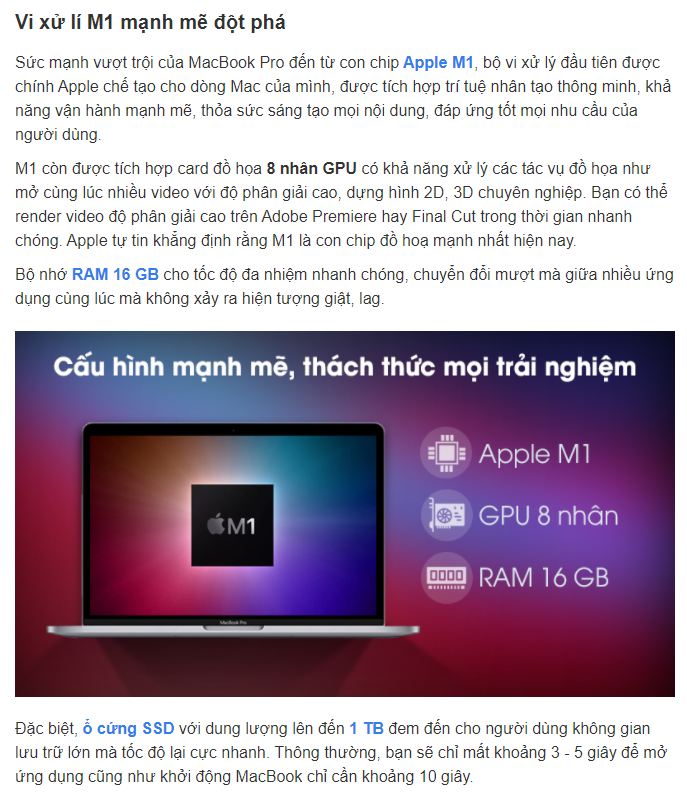 Vi xử lí M1 mạnh mẽ đột phá
Sức mạnh vượt trội của MacBook Pro đến từ con chip Apple M1, bộ vi xử lý đầu tiên được
chính Apple chế tạo cho dòng Mac của mình, được tích hợp trí tuệ nhân tạo thông minh, khả
năng vận hành mạnh mẽ, thỏa sức sáng tạo mọi nội dung, đáp ứng tốt mọi nhu cầu của
người dùng.
M1 còn được tích hợp card đồ họa 8 nhân GPU có khả năng xử lý các tác vụ đồ họa như
mở cùng lúc nhiều video với độ phân giải cao, dựng hình 2D, 3D chuyên nghiệp. Bạn có thể
render video độ phân giải cao trên Adobe Premiere hay Final Cut trong thời gian nhanh
chóng. Apple tự tin khẳng định rằng M1 là con chip đồ hoạ mạnh nhất hiện nay.
Bộ nhớ RAM 16 GB cho tốc độ đa nhiệm nhanh chóng, chuyển đổi mượt mà giữa nhiều ứng
dụng cùng lúc mà không xảy ra hiện tượng giật, lag.
Cấu hình mạnh mẽ, thách thức mọi trải nghiệm
Apple M1
M1
GPU 8 nhân
RAM 16 GB
MacBook Pro
Đặc biệt, ổ cứng SSD với dung lượng lên đến 1 TB đem đến cho người dùng không gian
lưu trữ lớn mà tốc độ lại cực nhanh. Thông thường, bạn sẽ chỉ mất khoảng 3 - 5 giây để mở
ứng dụng cũng như khởi động MacBook chỉ cần khoảng 10 giây.